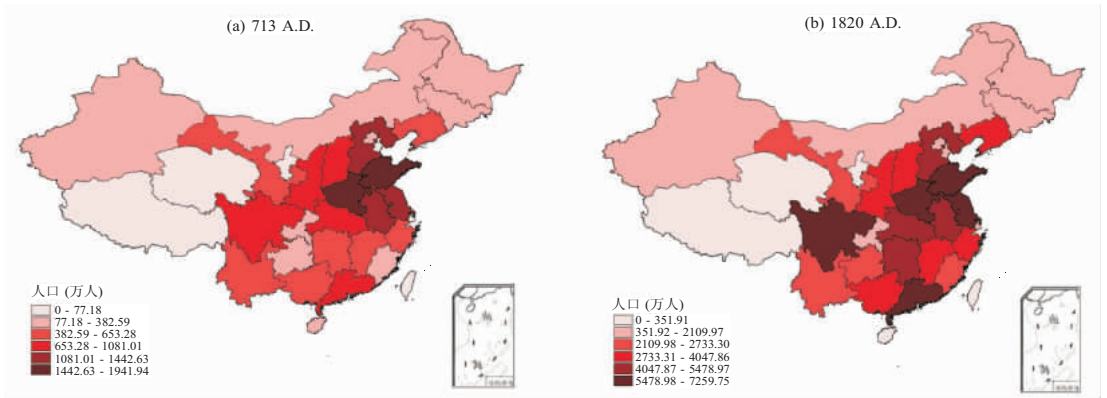 (a) 713 A.D.
人口 (万人)
0 - 77.18
77.18 - 382.59
382.59 - 653.28
653.28 - 1081.01
1081.01 - 1442.63
1442.63 - 1941.94
(b) 1820 A.D.
人口 (万人)
0 - 351.91
351.92 - 2109.97
2109.98 - 2733.30
2733.31 - 4047.86
4047.87 - 5478.97
5478.98 - 7259.75